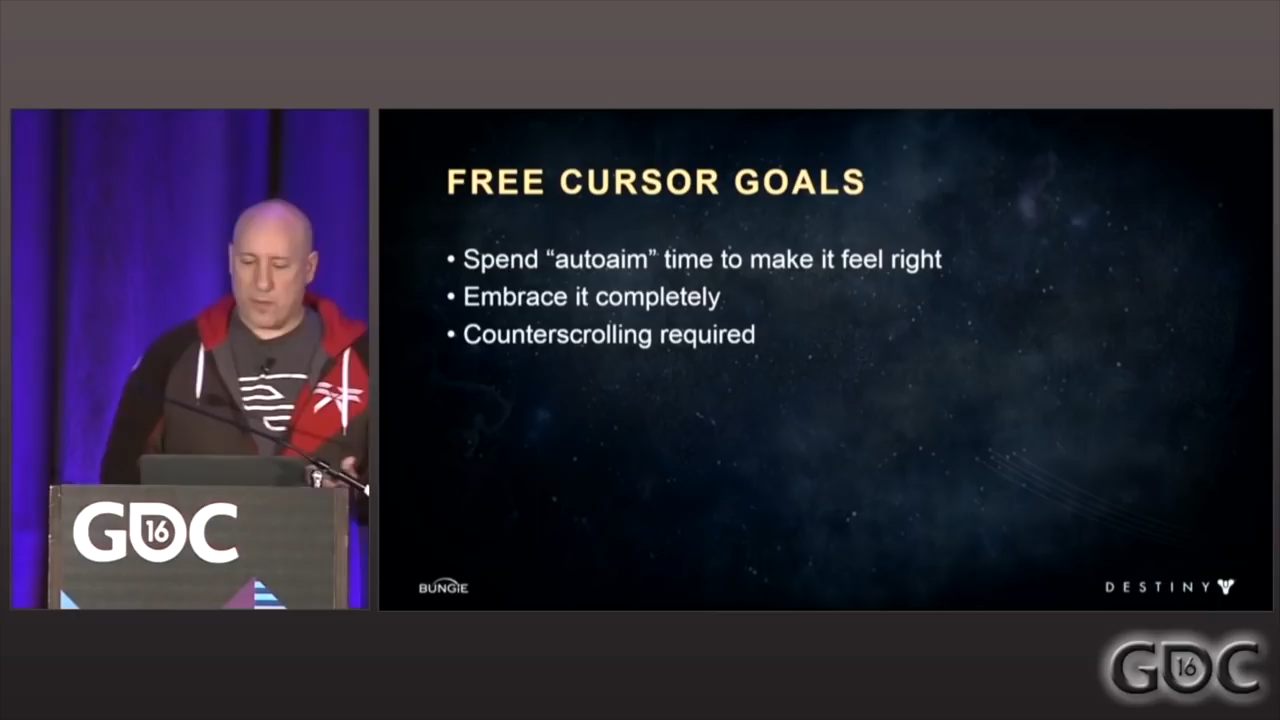 FREE CURSOR GOALS
• Spend “autoaim” time to make it feel right
• Embrace it completely
• Counterscrolling required
GDC 16
BUNGIE
DESTINY
GDC 16